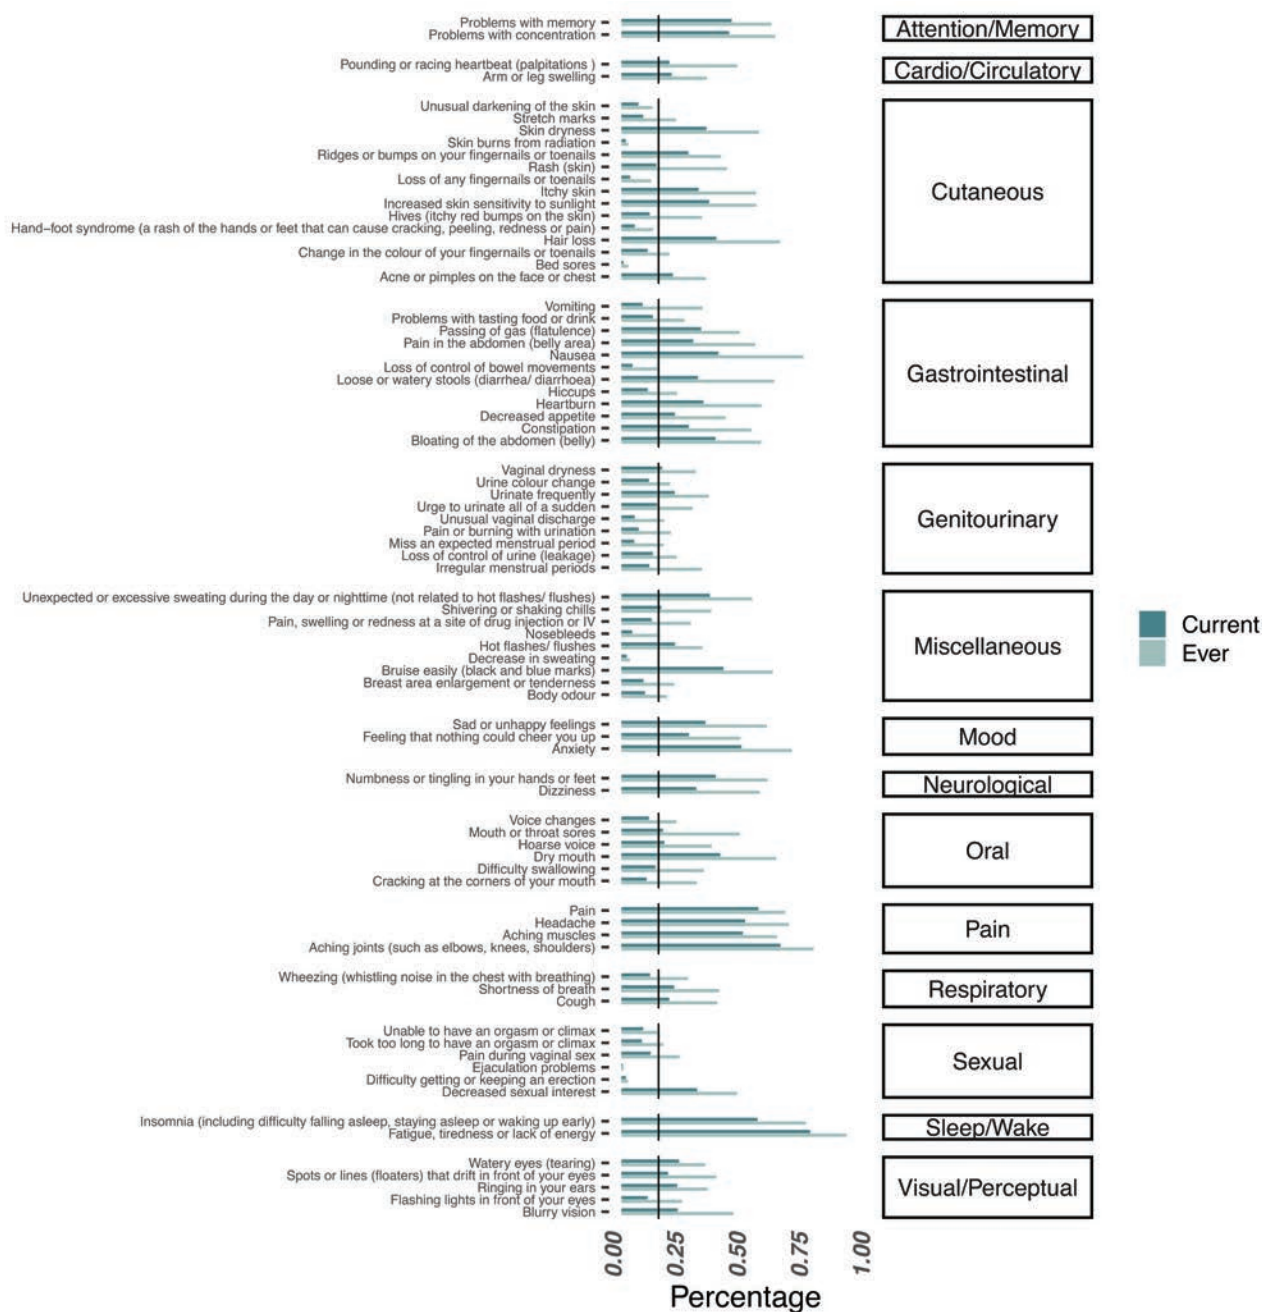 Problems with memory
Problems with concentration
Attention/Memory
Pounding or racing heartbeat (palpitations )
Arm or leg swelling
Cardio/Circulatory
Unusual darkening of the skin
Stretch marks
Skin dryness
Skin burns from radiation
Ridges or bumps on your fingernails or toenails
Rash (skin)
Loss of any fingernails or toenails
Itchy skin
Increased skin sensitivity to sunlight
Hives (itchy red bumps on the skin)
Hand–foot syndrome (a rash of the hands or feet that can cause cracking, peeling, redness or pain)
Hair loss
Change in the colour of your fingernails or toenails
Bed sores
Acne or pimples on the face or chest
Cutaneous
Vomiting
Problems with tasting food or drink
Passing of gas (flatulence)
Pain in the abdomen (belly area)
Nausea
Loss of control of bowel movements
Loose or watery stools (diarrhea/ diarrhoea)
Hiccups
Heartburn
Decreased appetite
Constipation
Bloating of the abdomen (belly)
Gastrointestinal
Vaginal dryness
Urine colour change
Urinate frequently
Urge to urinate all of a sudden
Unusual vaginal discharge
Pain or burning with urination
Miss an expected menstrual period
Loss of control of urine (leakage)
Irregular menstrual periods
Genitourinary
Unexpected or excessive sweating during the day or nighttime (not related to hot flashes/ flushes)
Shivering or shaking chills
Pain, swelling or redness at a site of drug injection or IV
Nosebleeds
Hot flashes/ flushes
Decrease in sweating
Bruise easily (black and blue marks)
Breast area enlargement or tenderness
Body odour
Miscellaneous
Current
Ever
Sad or unhappy feelings
Feeling that nothing could cheer you up
Anxiety
Mood
Numbness or tingling in your hands or feet
Dizziness
Neurological
Voice changes
Mouth or throat sores
Hoarse voice
Dry mouth
Difficulty swallowing
Cracking at the corners of your mouth
Oral
Pain
Headache
Aching muscles
Aching joints (such as elbows, knees, shoulders)
Pain
Wheezing (whistling noise in the chest with breathing)
Shortness of breath
Cough
Respiratory
Unable to have an orgasm or climax
Took too long to have an orgasm or climax
Pain during vaginal sex
Ejaculation problems
Difficulty getting or keeping an erection
Decreased sexual interest
Sexual
Insomnia (including difficulty falling asleep, staying asleep or waking up early)
Fatigue, tiredness or lack of energy
Sleep/Wake
Watery eyes (tearing)
Spots or lines (floaters) that drift in front of your eyes
Ringing in your ears
Flashing lights in front of your eyes
Blurry vision
Visual/Perceptual
0.00 0.25 0.50 0.75 1.00
Percentage